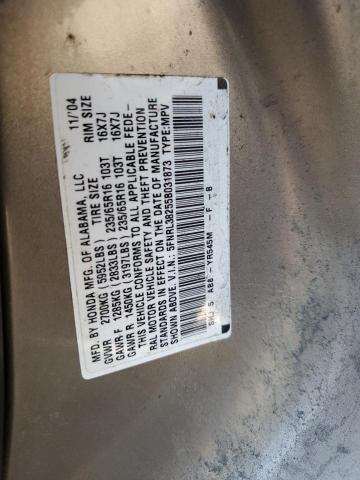 MFD. BY HONDA MFG. OF ALABAMA, LLC 11/'04
TIRE SIZE RIM SIZE
GVWR 2700KG (5952LBS)
GAWR F 1285KG (2833LBS) 235/65R16 103T 16X7J
GAWR R 1450KG (3197LBS) 235/65R16 103T 16X7J
THIS VEHICLE CONFORMS TO ALL APPLICABLE FEDE-
RAL MOTOR VEHICLE SAFETY AND THEFT PREVENTION
STANDARDS IN EFFECT ON THE DATE OF MANUFACTURE
SHOWN ABOVE. V.I.N.: 5FNRL38255B031873 TYPE:MPV
SHJ-S A88 -YR545M -F -B